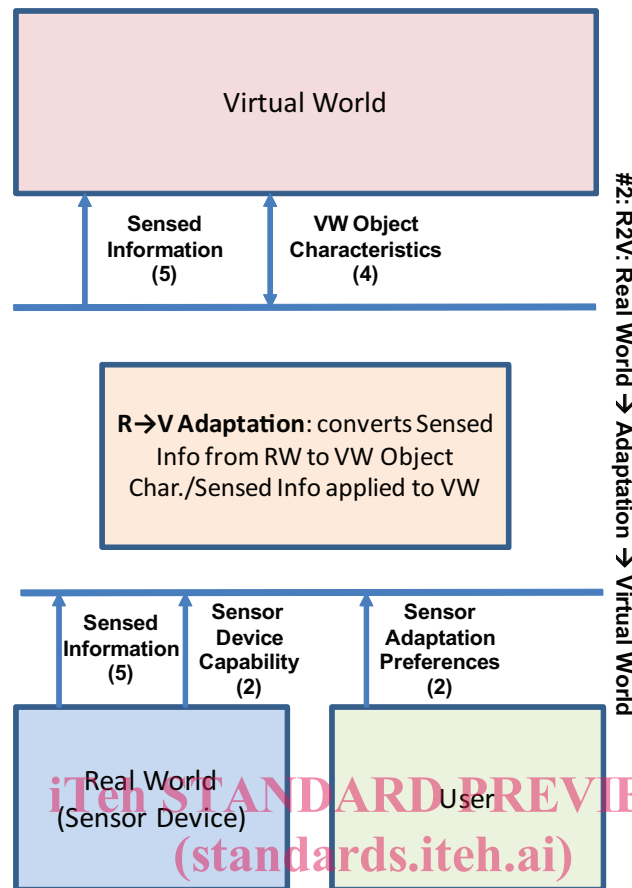 Virtual World
Sensed
Information
(5)
VW Object
Characteristics
(4)
#2: R2V: Real World → Adaptation → Virtual World
R→V Adaptation: converts Sensed
Info from RW to VW Object
Char./Sensed Info applied to VW
Sensed
Information
(5)
Sensor
Device
Capability
(2)
Sensor
Adaptation
Preferences
(2)
Real World
(Sensor Device)
User
iTeh STANDARD PREVIE
(standards.iteh.ai)